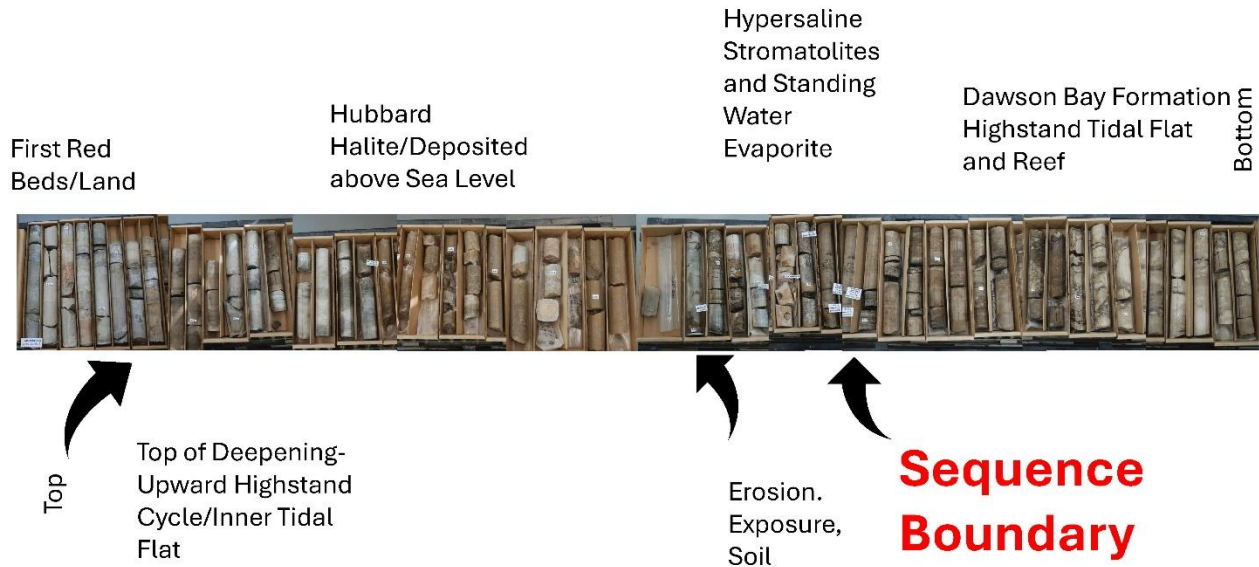 Hypersaline
Stromatolites
and Standing
Water
Evaporite
Dawson Bay Formation
Highstand Tidal Flat
and Reef
Bottom
Hubbard
Halite/Deposited
above Sea Level
First Red
Beds/Land
Top
Top of Deepening-
Upward Highstand
Cycle/Inner Tidal
Flat
Erosion.
Exposure,
Soil
Sequence
Boundary